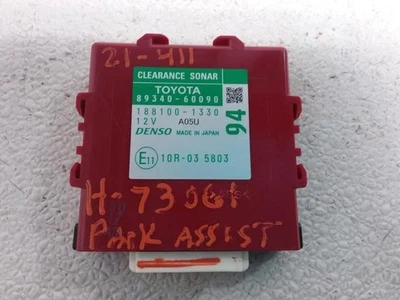 21-411
CLEARANCE SONAR
TOYOTA
89340-60090
188100-1330
12V A05U
DENSO MADE IN JAPAN
94
E11 10R-03 5803
H-73061
PARK ASSIST